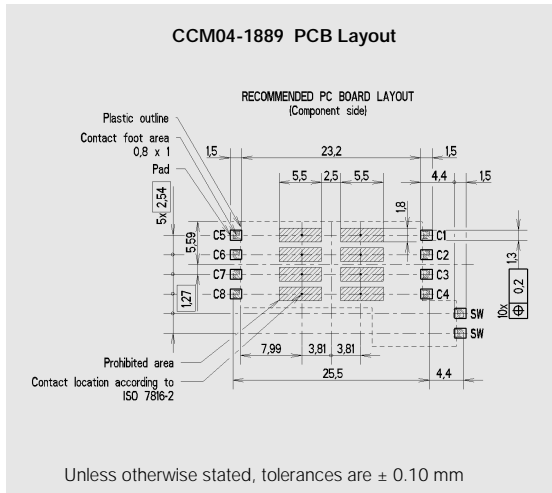 CCM04-1889 PCB Layout
RECOMMENDED PC BOARD LAYOUT
(Component side)
Plastic outline
Contact foot area
0,8 x 1
Pad
1,5
23,2
1,5
4,4
1,5
5,5
2,5
5,5
5x 2,54
5,59
1,8
1,27
C5
C6
C7
C8
C1
C2
C3
C4
SW
SW
1,3
10x
0,2
Prohibited area
7,99
3,81
3,81
Contact location according to
ISO 7816-2
25,5
4,4
Unless otherwise stated, tolerances are ± 0.10 mm